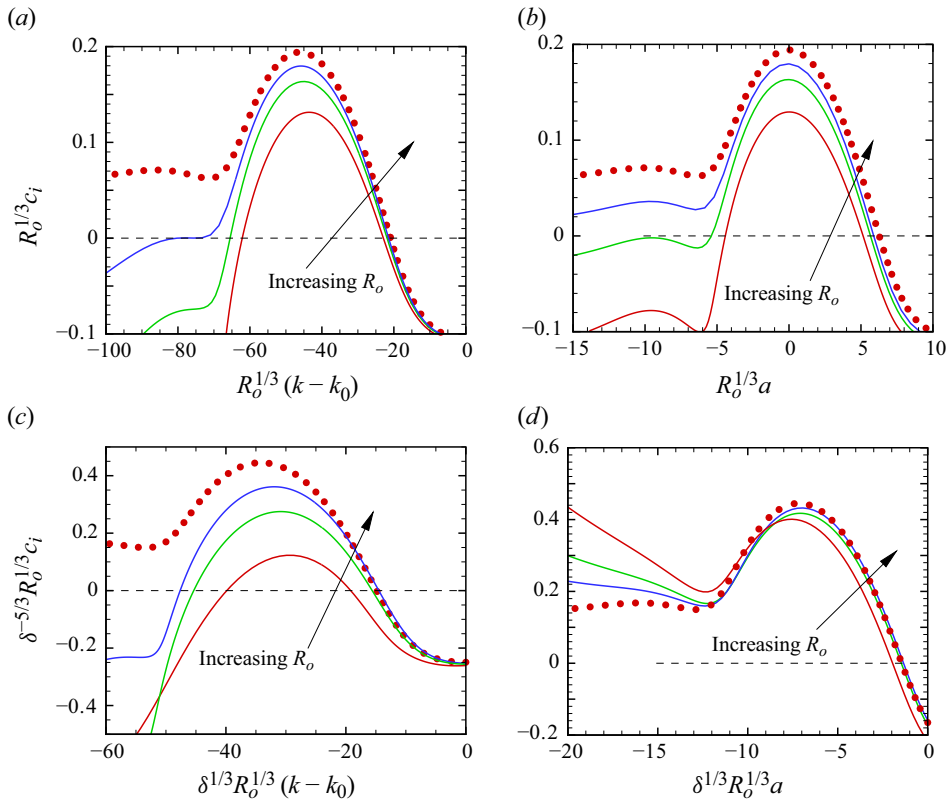 (a)
0.2
0.1
0
−0.1
R_o^{1/3}c_i
Increasing R_o
−100 −80 −60 −40 −20 0
R_o^{1/3}(k − k_0)
(b)
0.2
0.1
0
−0.1
Increasing R_o
−15 −10 −5 0 5 10
R_o^{1/3}a
(c)
0.4
0.2
0
−0.2
−0.4
δ^{−5/3}R_o^{1/3}c_i
Increasing R_o
−60 −40 −20 0
δ^{1/3}R_o^{1/3}(k − k_0)
(d)
0.6
0.4
0.2
0
−0.2
Increasing R_o
−20 −15 −10 −5 0
δ^{1/3}R_o^{1/3}a